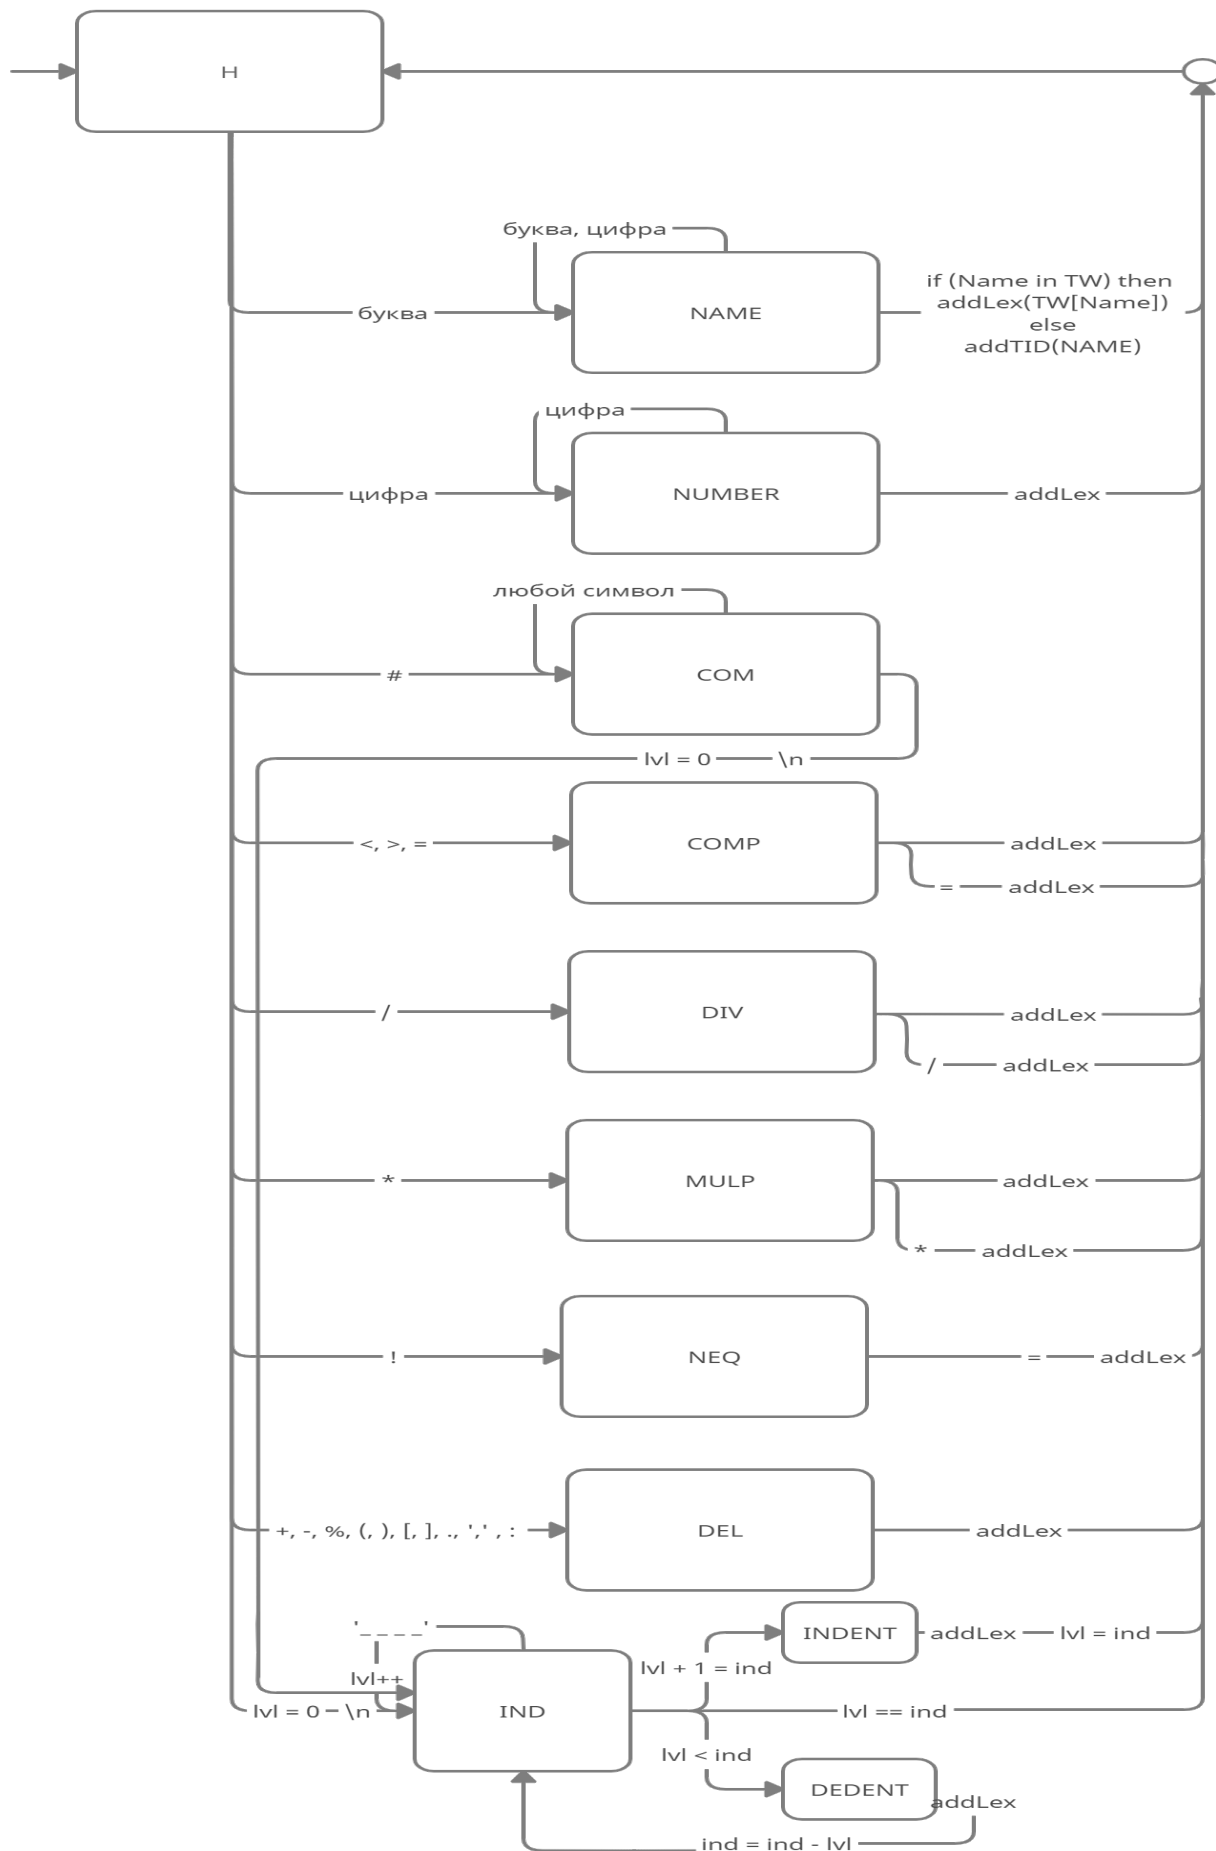 H
буква, цифра
буква
NAME
if (Name in TW) then
addLex(TW[Name])
else
addTID(NAME)
цифра
цифра
NUMBER
addLex
любой символ
#
COM
lvl = 0
\n
<, >, =
COMP
addLex
=
addLex
/
DIV
addLex
/
addLex
*
MULP
addLex
*
addLex
!
NEQ
=
addLex
+, -, %, (, ), [, ], ., ',' , :
DEL
addLex
'_ _ _ _'
lvl++
lvl = 0
\n
IND
lvl + 1 = ind
INDENT
addLex
lvl = ind
lvl == ind
lvl < ind
DEDENT
addLex
ind = ind - lvl